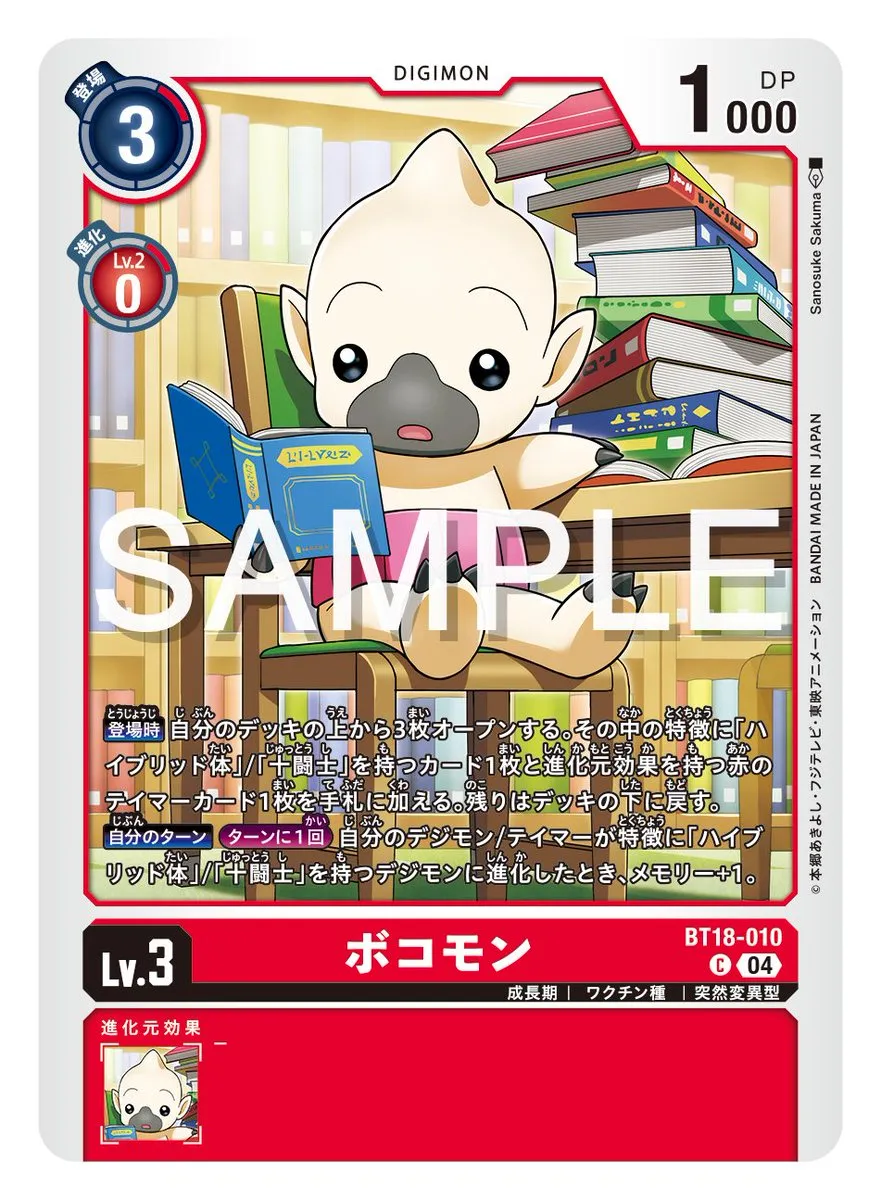 DIGIMON
登場
3
1000
DP
進化
Lv.2
0
Sanosuke Sakuma
SAMPLE
登場時 自分のデッキの上から3枚オープンする。その中の特徴に「ハ
イブリッド体」/「十闘士」を持つカード1枚と進化元効果を持つ赤の
テイマーカード1枚を手札に加える。残りはデッキの下に戻す。
自分のターン ターンに1回 自分のデジモン/テイマーが特徴に「ハイブ
リッド体」/「十闘士」を持つデジモンに進化したとき、メモリー+1。
©本郷あきよし・フジテレビ・東映アニメーション BANDAI MADE IN JAPAN
Lv.3
ボコモン
BT18-010
C 04
成長期 | ワクチン種 | 突然変異型
進化元効果
－